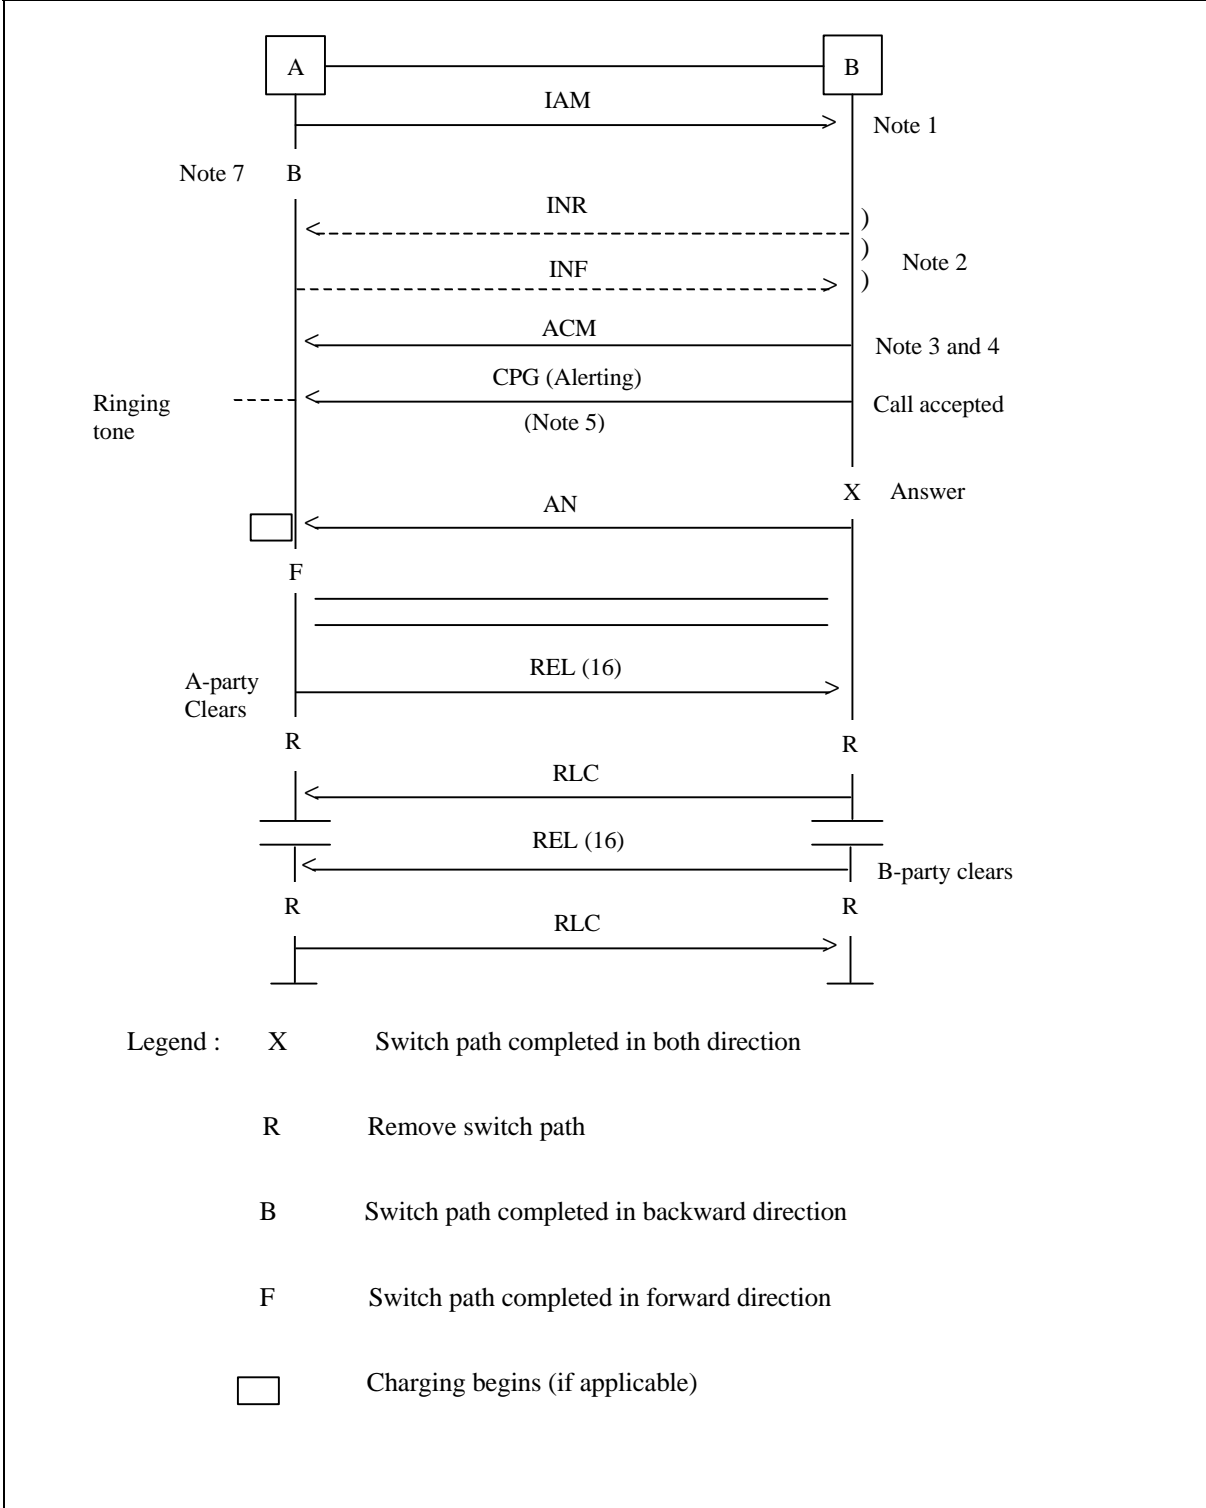 A B
IAM
Note 1
Note 7 B
INR
)
)
Note 2
INF
)
ACM
Note 3 and 4
CPG (Alerting)
Ringing
tone
Call accepted
(Note 5)
X Answer
AN
F
REL (16)
A-party
Clears
R R
RLC
REL (16)
B-party clears
R R
RLC
Legend : X Switch path completed in both direction
R Remove switch path
B Switch path completed in backward direction
F Switch path completed in forward direction
Charging begins (if applicable)